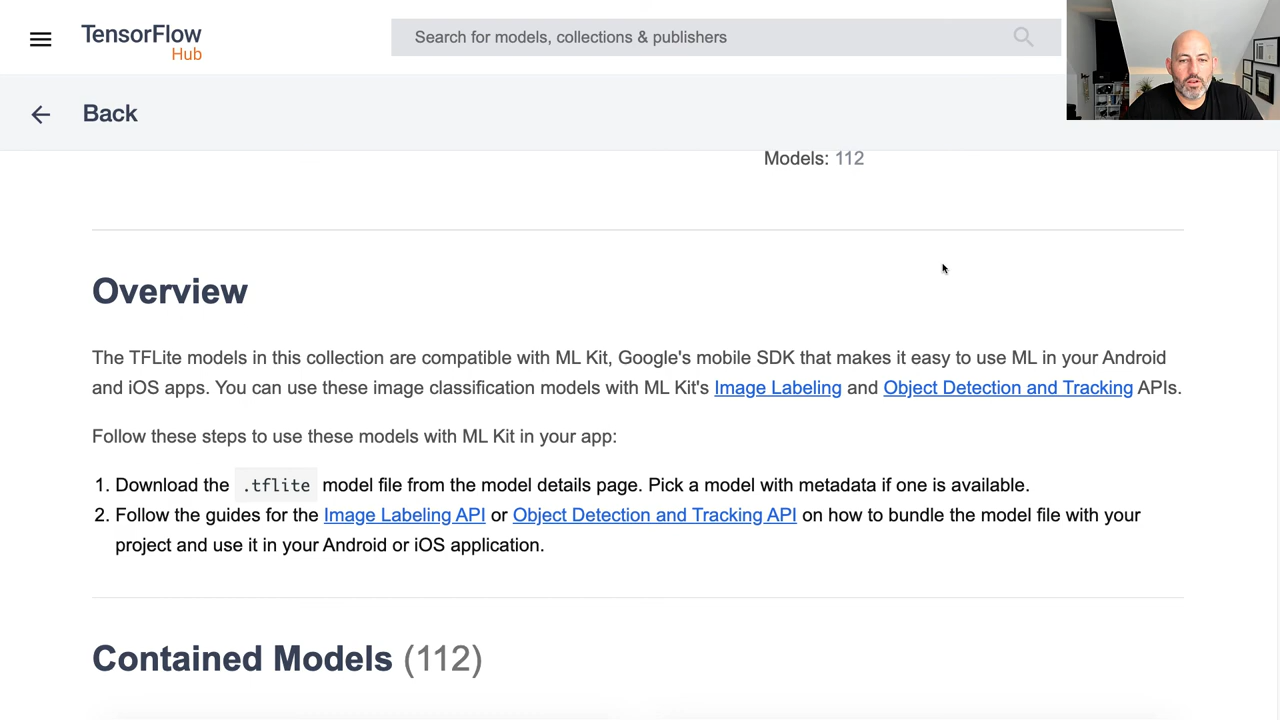 TensorFlow
Hub
Search for models, collections & publishers
Back
Models: 112
Overview
The TFLite models in this collection are compatible with ML Kit, Google's mobile SDK that makes it easy to use ML in your Android
and iOS apps. You can use these image classification models with ML Kit's Image Labeling and Object Detection and Tracking APIs.
Follow these steps to use these models with ML Kit in your app:
1. Download the .tflite model file from the model details page. Pick a model with metadata if one is available.
2. Follow the guides for the Image Labeling API or Object Detection and Tracking API on how to bundle the model file with your
project and use it in your Android or iOS application.
Contained Models (112)